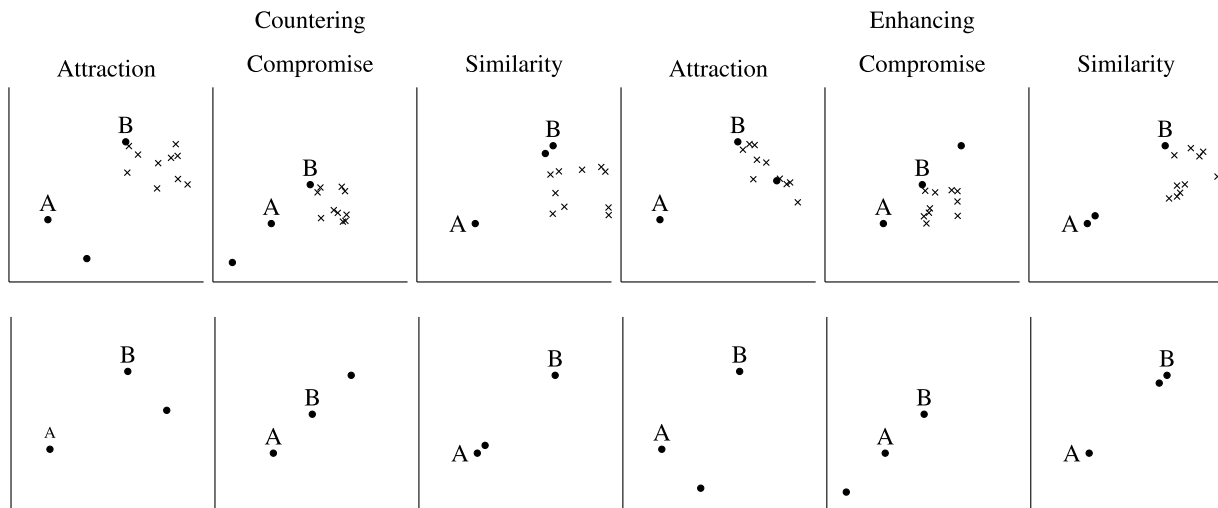 Countering Enhancing
Attraction Compromise Similarity Attraction Compromise Similarity
B B B B B B
A A A A A A
B B B B B B
A A A A A A